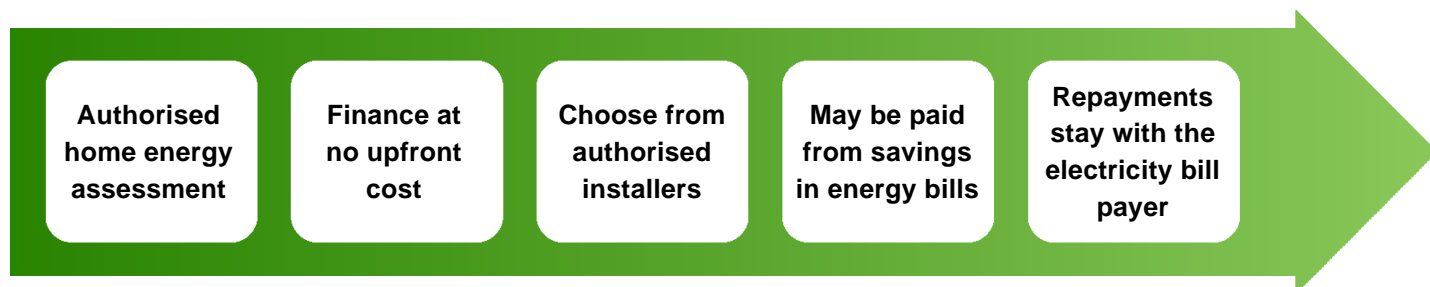 Authorised
home energy
assessment
Finance at
no upfront
cost
Choose from
authorised
installers
May be paid
from savings
in energy bills
Repayments
stay with the
electricity bill
payer